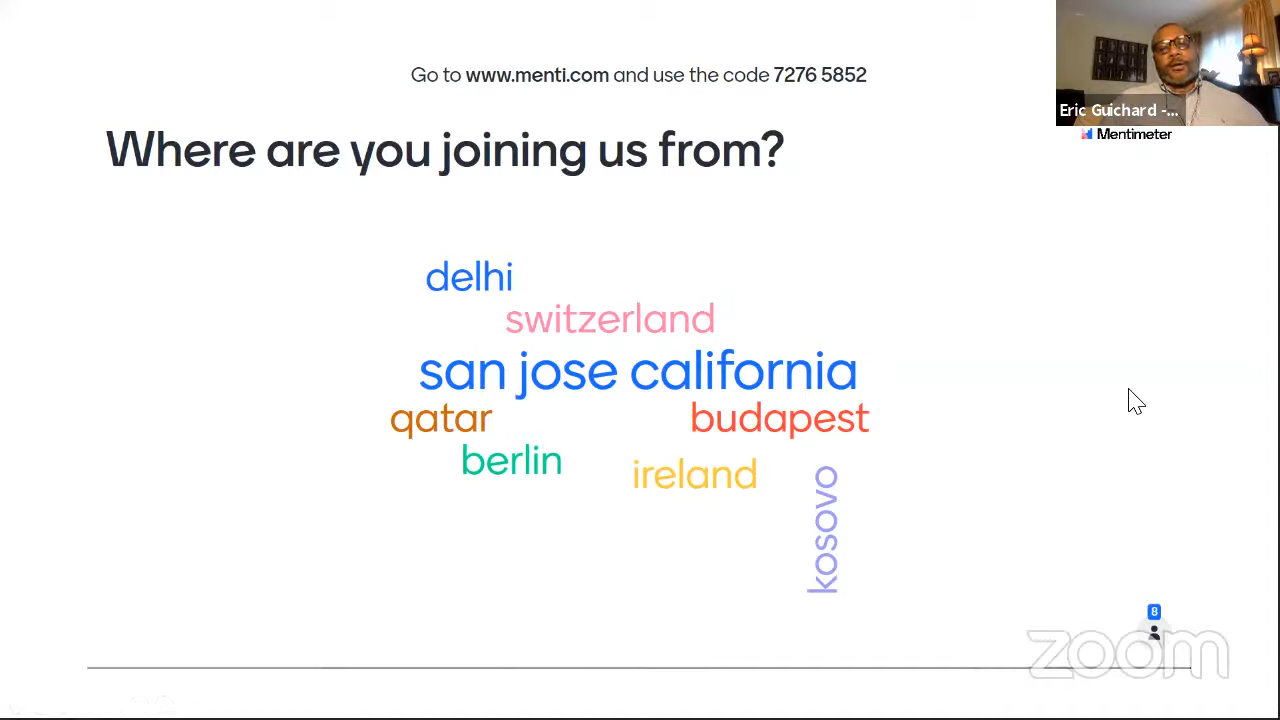 Go to www.menti.com and use the code 7276 5852
Eric Guichard -...
Mentimeter
Where are you joining us from?
delhi
switzerland
san jose california
qatar
budapest
berlin
ireland
kosovo
8
zoom